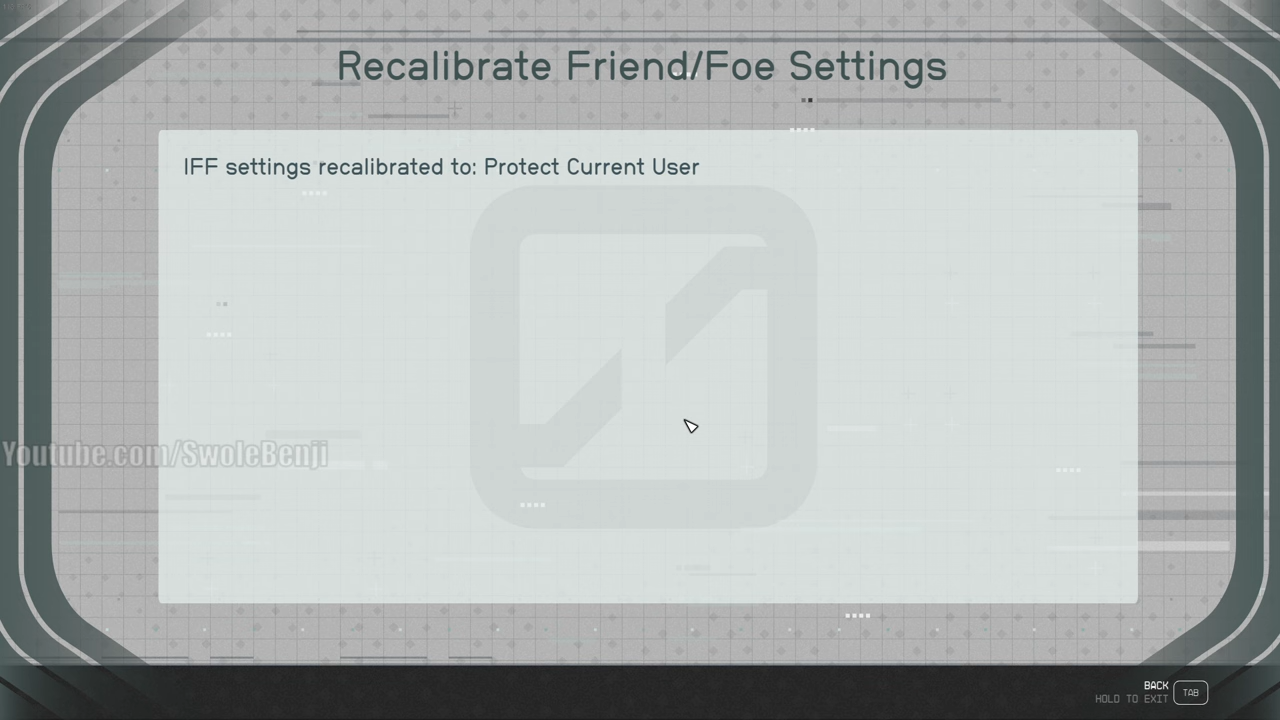 Recalibrate Friend/Foe Settings
IFF settings recalibrated to: Protect Current User
Youtube.com/SwoleBenji
BACK
HOLD TO EXIT
TAB